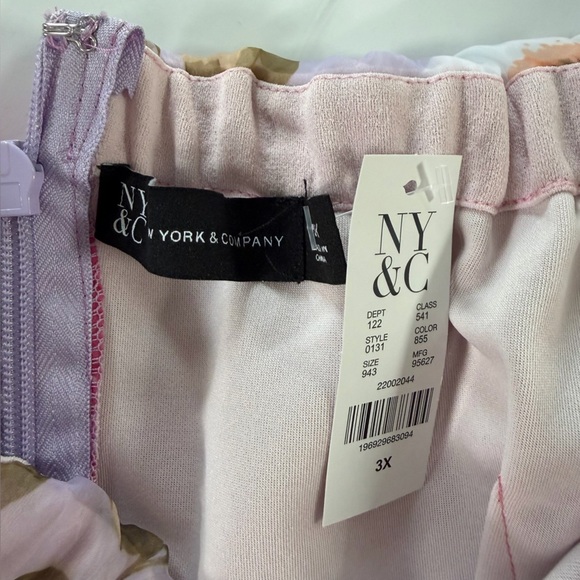 NY
&C
YORK & COMPANY
NY
&C
DEPT CLASS
122 541
STYLE COLOR
0131 855
SIZE MFG
943 95627
22002044
196929683094
3X